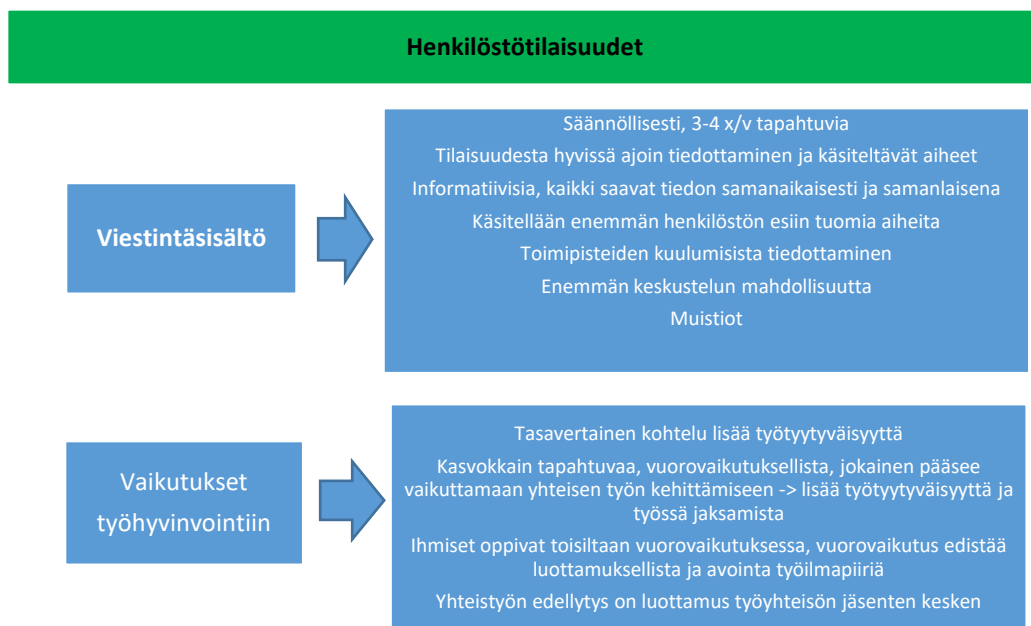 Henkilöstötilaisuudet
Viestintäsisältö
Säännöllisesti, 3-4 x/v tapahtuvia
Tilaisuudesta hyvissä ajoin tiedottaminen ja käsiteltävät aiheet
Informatiivisia, kaikki saavat tiedon samanaikaisesti ja samanlaisena
Käsitellään enemmän henkilöstön esiin tuomia aiheita
Toimipisteiden kuulumisista tiedottaminen
Enemmän keskustelun mahdollisuutta
Muistiot
Vaikutukset
työhyvinvointiin
Tasavertainen kohtelu lisää työtyytyväisyyttä
Kasvokkain tapahtuvaa, vuorovaikutuksellista, jokainen pääsee
vaikuttamaan yhteisen työn kehittämiseen -> lisää työtyytyväisyyttä ja
työssä jaksamista
Ihmiset oppivat toisiltaan vuorovaikutuksessa, vuorovaikutus edistää
luottamuksellista ja avointa työilmapiiriä
Yhteistyön edellytys on luottamus työyhteisön jäsenten kesken